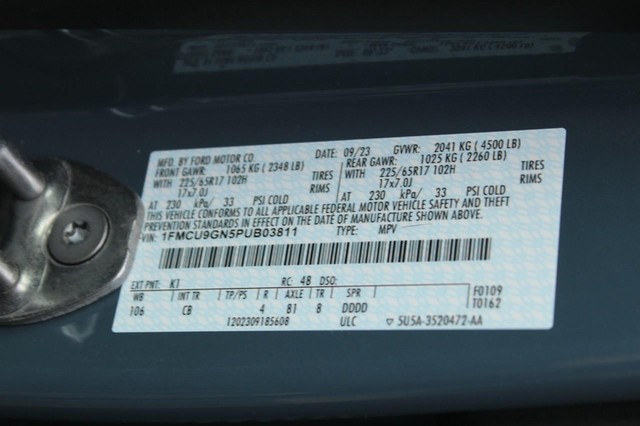 MFD. BY FORD MOTOR CO. DATE: 09/23 GVWR: 2041 KG ( 4500 LB)
FRONT GAWR: 1065 KG ( 2348 LB) REAR GAWR: 1025 KG ( 2260 LB)
WITH 225/65R17 102H TIRES WITH 225/65R17 102H TIRES
17x7.0J RIMS 17x7.0J RIMS
AT 230 kPa/ 33 PSI COLD AT 230 kPa/ 33 PSI COLD
THIS VEHICLE CONFORMS TO ALL APPLICABLE FEDERAL MOTOR VEHICLE SAFETY AND THEFT
PREVENTION STANDARDS IN EFFECT ON THE DATE OF MANUFACTURE SHOWN ABOVE.
VIN: 1FMCU9GN5PUB03811 TYPE: MPV
EXT PNT: K1 RC: 48 DSO: F0109
WB INT TR TP/PS R AXLE TR SPR T0162
106 CB 4 B1 8 DDDD
1202309185608 ULC ▽ 5U5A-3520472-AA